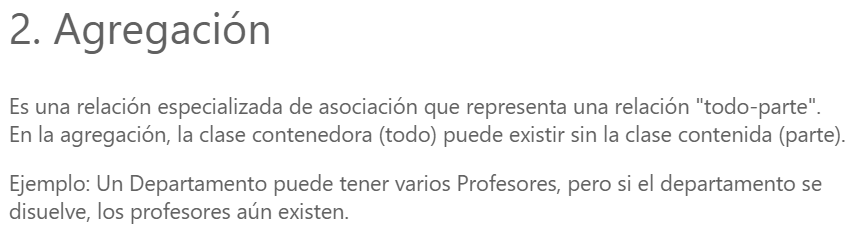 2. Agregación
Es una relación especializada de asociación que representa una relación "todo-parte".
En la agregación, la clase contenedora (todo) puede existir sin la clase contenida (parte).
Ejemplo: Un Departamento puede tener varios Profesores, pero si el departamento se
disuelve, los profesores aún existen.